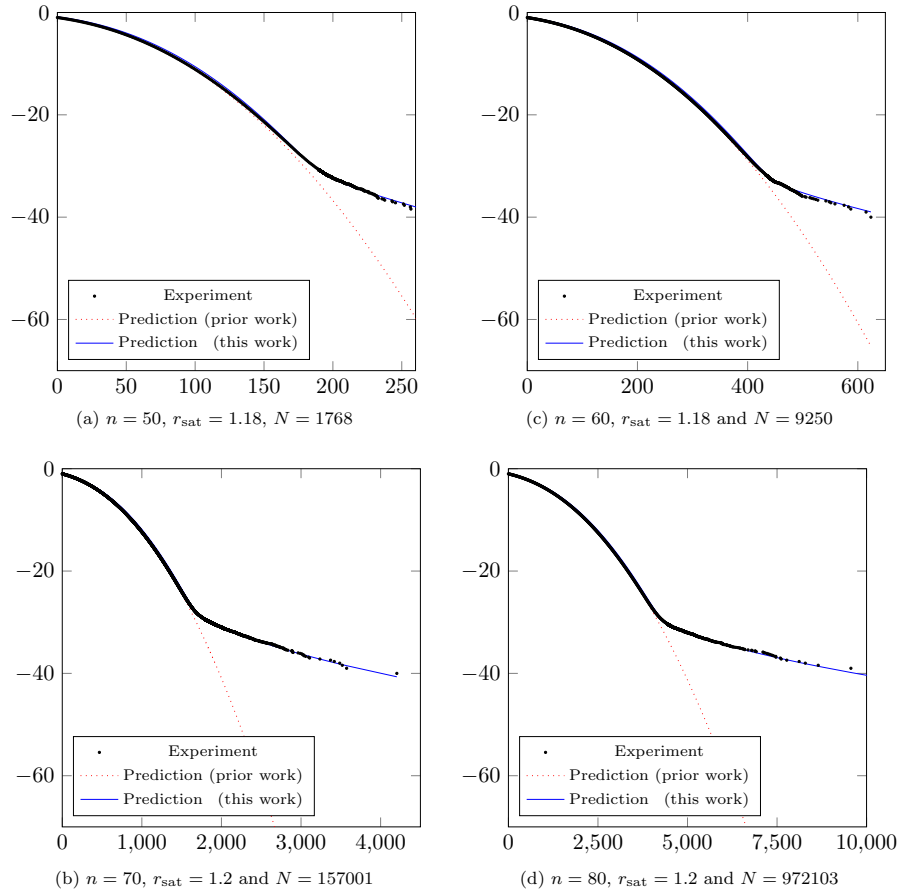 0
−20
−40
−60
0 50 100 150 200 250
Experiment
Prediction (prior work)
Prediction (this work)
(a) n = 50, r_sat = 1.18, N = 1768
0
−20
−40
−60
0 200 400 600
Experiment
Prediction (prior work)
Prediction (this work)
(c) n = 60, r_sat = 1.18 and N = 9250
0
−20
−40
−60
0 1,000 2,000 3,000 4,000
Experiment
Prediction (prior work)
Prediction (this work)
(b) n = 70, r_sat = 1.2 and N = 157001
0
−20
−40
−60
0 2,500 5,000 7,500 10,000
Experiment
Prediction (prior work)
Prediction (this work)
(d) n = 80, r_sat = 1.2 and N = 972103